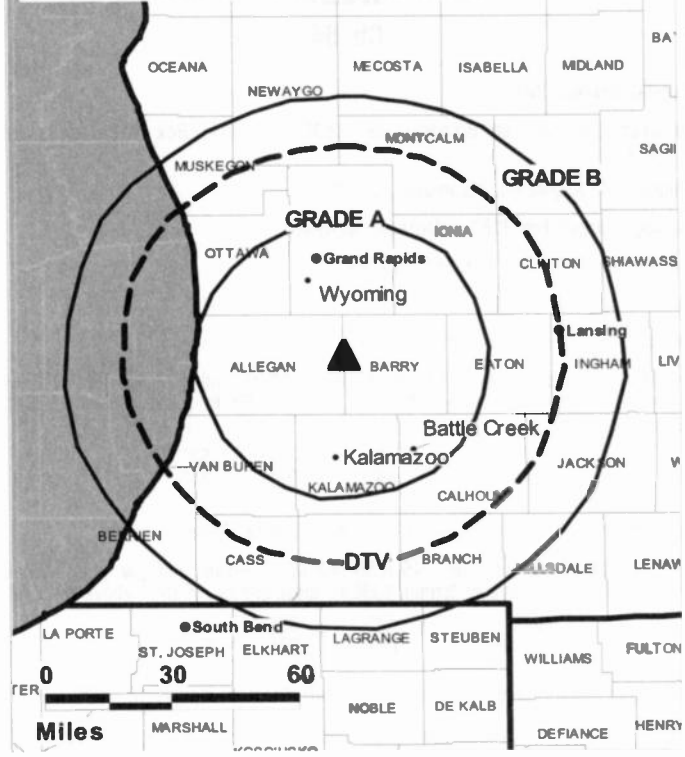 BA
OCEANA
MECOSTA
ISABELLA
MIDLAND
NEWAYGO
MONTCALM
SAGI
MUSKEGON
GRADE B
GRADE A
IONIA
OTTAWA
Grand Rapids
CLINTON
SHIAWASS
Wyoming
Lansing
ALLEGAN
BARRY
EATON
INGHAM
LIV
Battle Creek
Kalamazoo
VAN BUREN
JACKSON
W
KALAMAZOO
CALHOUN
BERRIEN
CASS
DTV
BRANCH
HILLSDALE
LENAW
LA PORTE
South Bend
LAGRANGE
STEUBEN
ST. JOSEPH
ELKHART
WILLIAMS
FULTON
0
30
60
TER
NOBLE
DE KALB
Miles
MARSHALL
DEFIANCE
HENRY
KOSCIUSKO